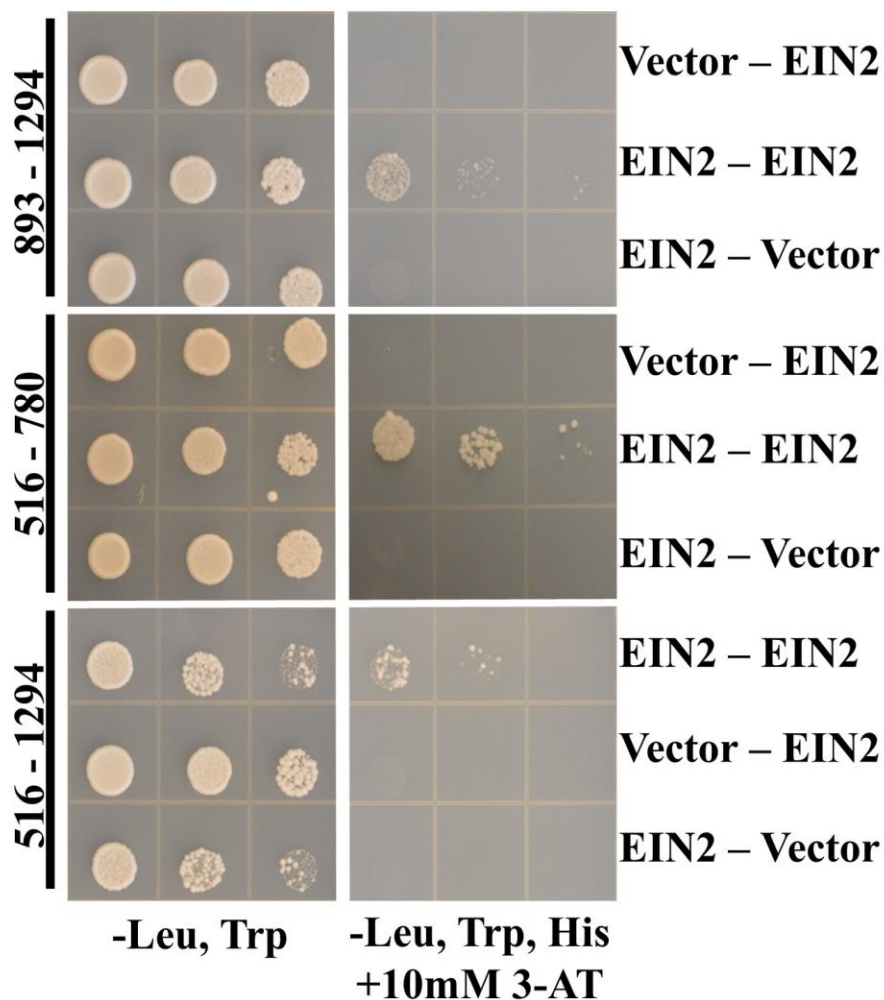 893 - 1294
Vector – EIN2
EIN2 – EIN2
EIN2 – Vector
516 - 780
Vector – EIN2
EIN2 – EIN2
EIN2 – Vector
516 - 1294
EIN2 – EIN2
Vector – EIN2
EIN2 – Vector
-Leu, Trp
-Leu, Trp, His
+10mM 3-AT